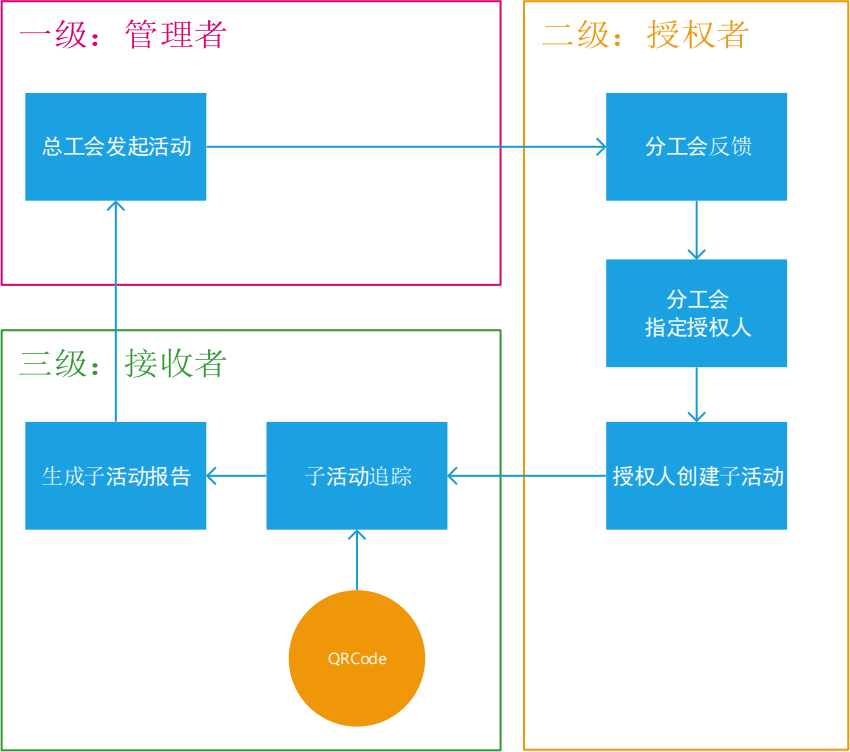 一级：管理者
总工会发起活动
二级：授权者
分工会反馈
分工会
指定授权人
授权人创建子活动
三级：接收者
子活动追踪
生成子活动报告
QRCode